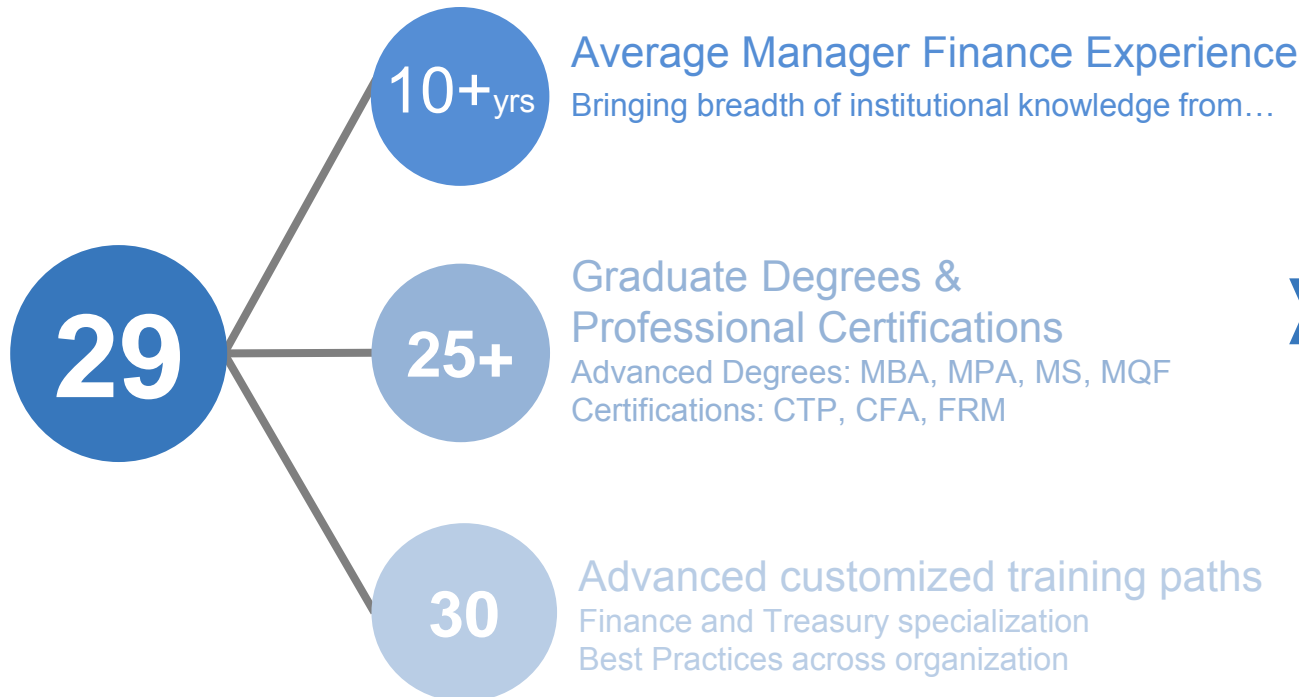 10+yrs
Average Manager Finance Experience
Bringing breadth of institutional knowledge from…
29
25+
Graduate Degrees &
Professional Certifications
Advanced Degrees: MBA, MPA, MS, MQF
Certifications: CTP, CFA, FRM
30
Advanced customized training paths
Finance and Treasury specialization
Best Practices across organization